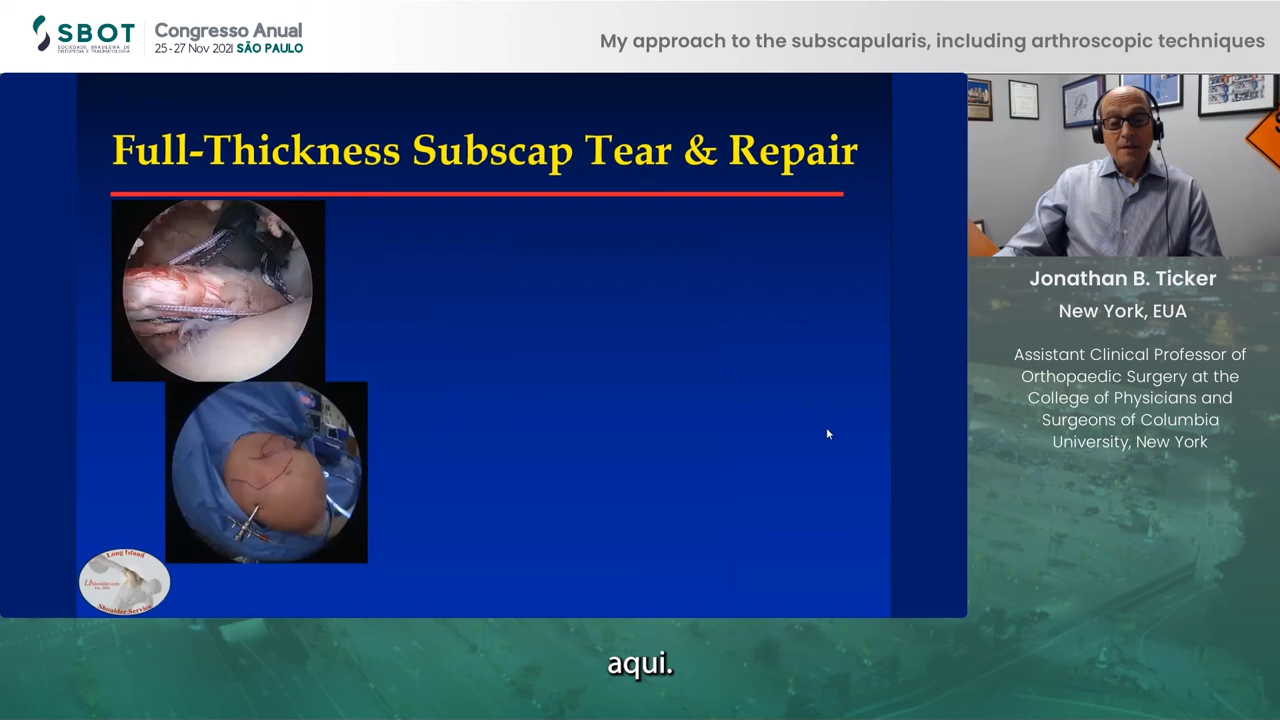 SBOT
SOCIEDADE BRASILEIRA DE
ORTOPEDIA E TRAUMATOLOGIA
Congresso Anual
25-27 Nov 2021 SÃO PAULO
My approach to the subscapularis, including arthroscopic techniques
Full-Thickness Subscap Tear & Repair
Long Island
LIshoulder.com
Shoulder Service
Jonathan B. Ticker
New York, EUA
Assistant Clinical Professor of
Orthopaedic Surgery at the
College of Physicians and
Surgeons of Columbia
University, New York
aqui.